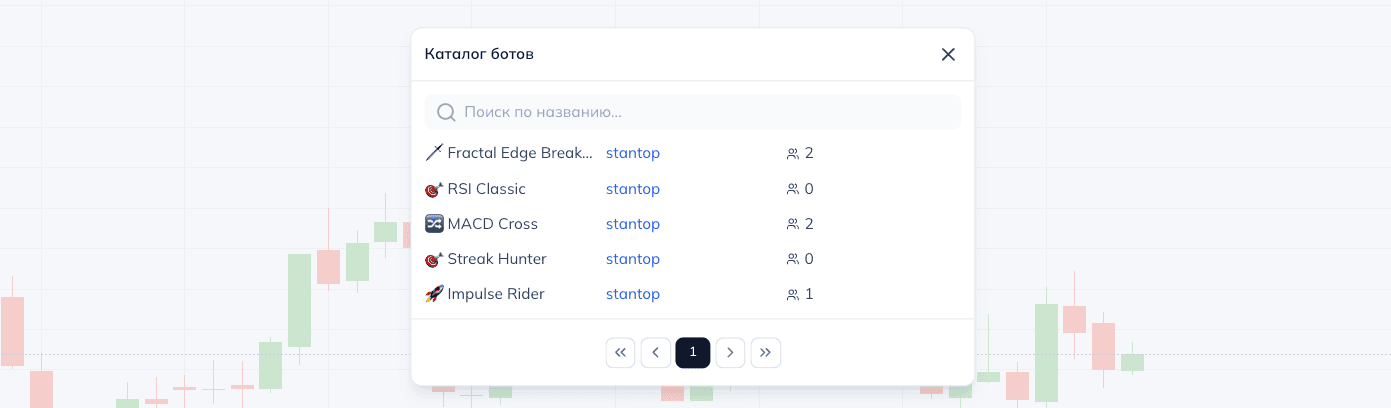 Каталог ботов
Поиск по названию...
Fractal Edge Break... stantop 2
RSI Classic stantop 0
MACD Cross stantop 2
Streak Hunter stantop 0
Impulse Rider stantop 1
« ‹ 1 › »